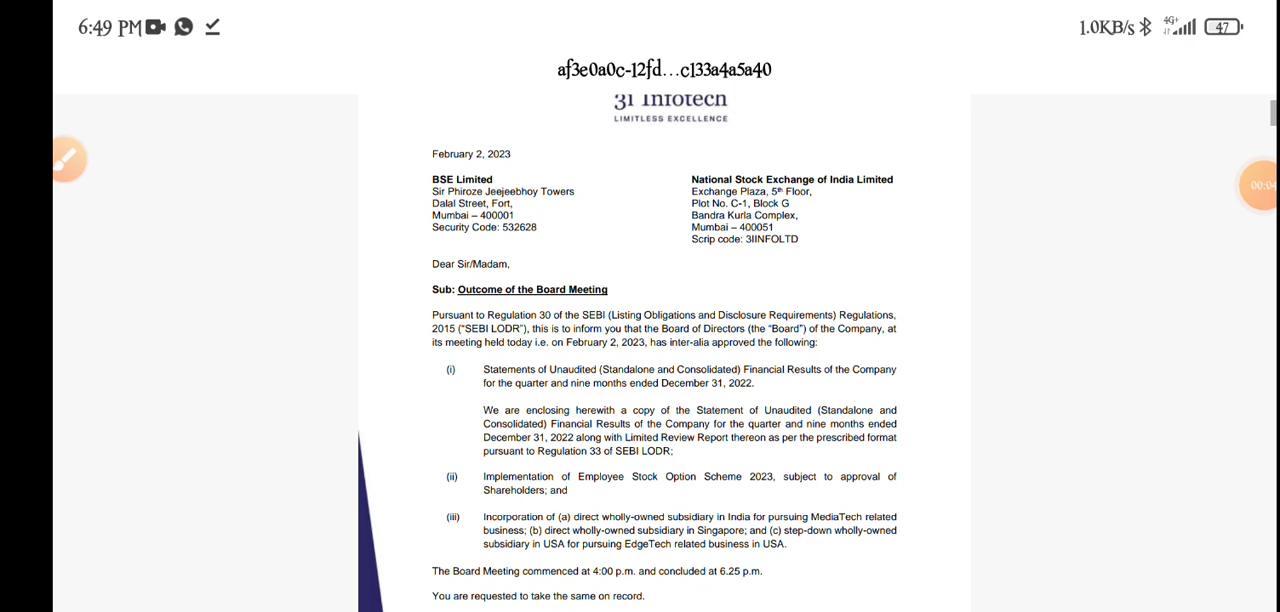 6:49 PM
1.0KB/s 4G+ 47
af3e0a0c-12fd...c133a4a5a40
3i Infotech
LIMITLESS EXCELLENCE
00:04
February 2, 2023
BSE Limited
Sir Phiroze Jeejeebhoy Towers
Dalal Street, Fort,
Mumbai – 400001
Security Code: 532628
National Stock Exchange of India Limited
Exchange Plaza, 5th Floor,
Plot No. C-1, Block G
Bandra Kurla Complex,
Mumbai – 400051
Scrip code: 3IINFOLTD
Dear Sir/Madam,
Sub: Outcome of the Board Meeting
Pursuant to Regulation 30 of the SEBI (Listing Obligations and Disclosure Requirements) Regulations,
2015 (“SEBI LODR”), this is to inform you that the Board of Directors (the “Board”) of the Company, at
its meeting held today i.e. on February 2, 2023, has inter-alia approved the following:
(i) Statements of Unaudited (Standalone and Consolidated) Financial Results of the Company
for the quarter and nine months ended December 31, 2022.
We are enclosing herewith a copy of the Statement of Unaudited (Standalone and
Consolidated) Financial Results of the Company for the quarter and nine months ended
December 31, 2022 along with Limited Review Report thereon as per the prescribed format
pursuant to Regulation 33 of SEBI LODR;
(ii) Implementation of Employee Stock Option Scheme 2023, subject to approval of
Shareholders; and
(iii) Incorporation of (a) direct wholly-owned subsidiary in India for pursuing MediaTech related
business; (b) direct wholly-owned subsidiary in Singapore; and (c) step-down wholly-owned
subsidiary in USA for pursuing EdgeTech related business in USA.
The Board Meeting commenced at 4:00 p.m. and concluded at 6.25 p.m.
You are requested to take the same on record.